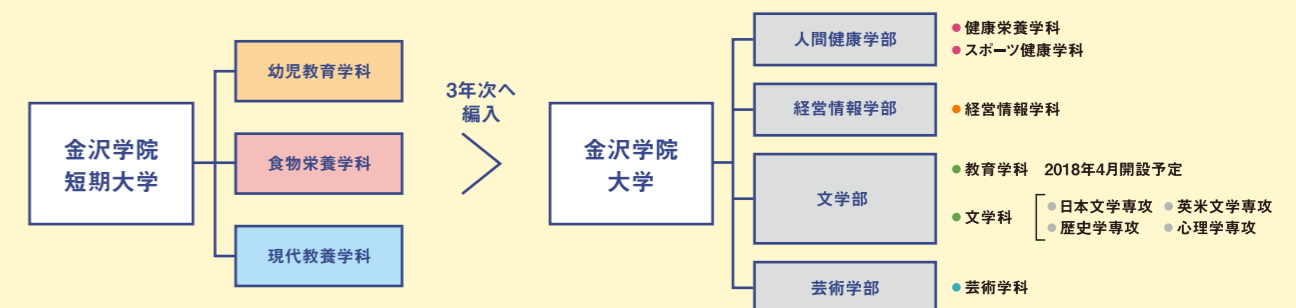 金沢学院
短期大学
幼児教育学科
食物栄養学科
現代教養学科
3年次へ
編入
金沢学院
大学
人間健康学部
健康栄養学科
スポーツ健康学科
経営情報学部
経営情報学科
文学部
教育学科 2018年4月開設予定
文学科
日本文学専攻 英米文学専攻
歴史学専攻 心理学専攻
芸術学部
芸術学科